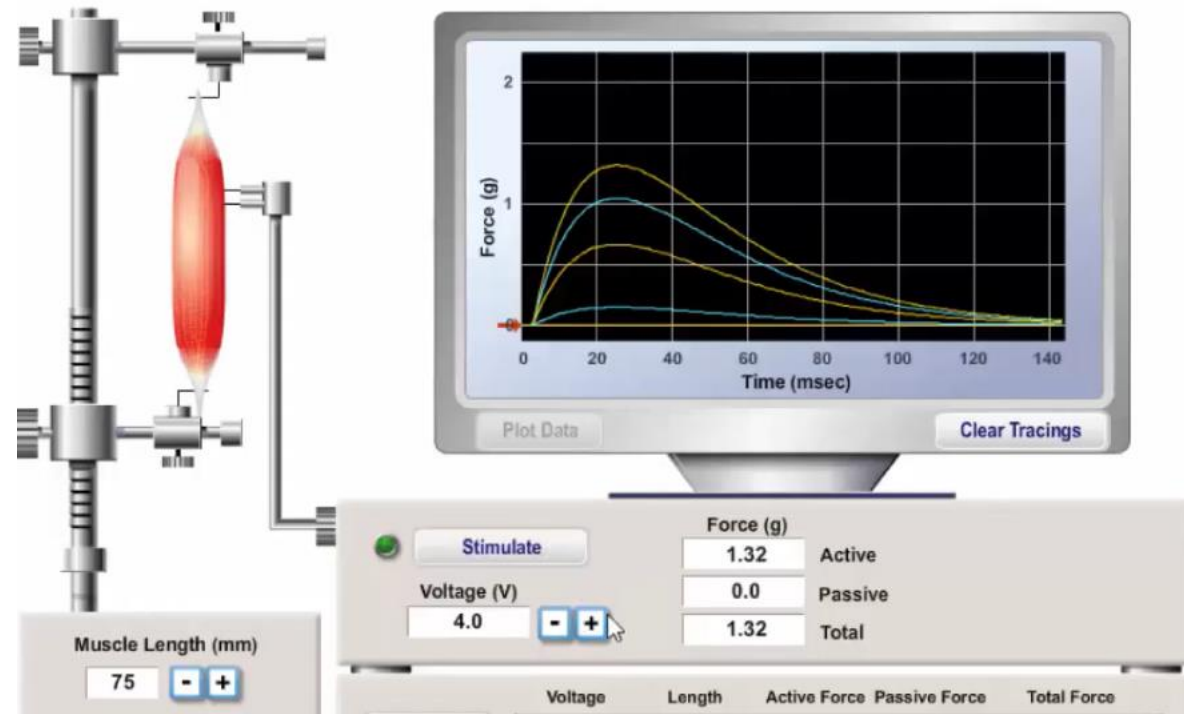 2
1
0
Force (g)
0 20 40 60 80 100 120 140
Time (msec)
Plot Data
Clear Tracings
Stimulate
Force (g)
1.32 Active
Voltage (V)
0.0 Passive
4.0 - +
1.32 Total
Muscle Length (mm)
75 - +
Voltage Length Active Force Passive Force Total Force